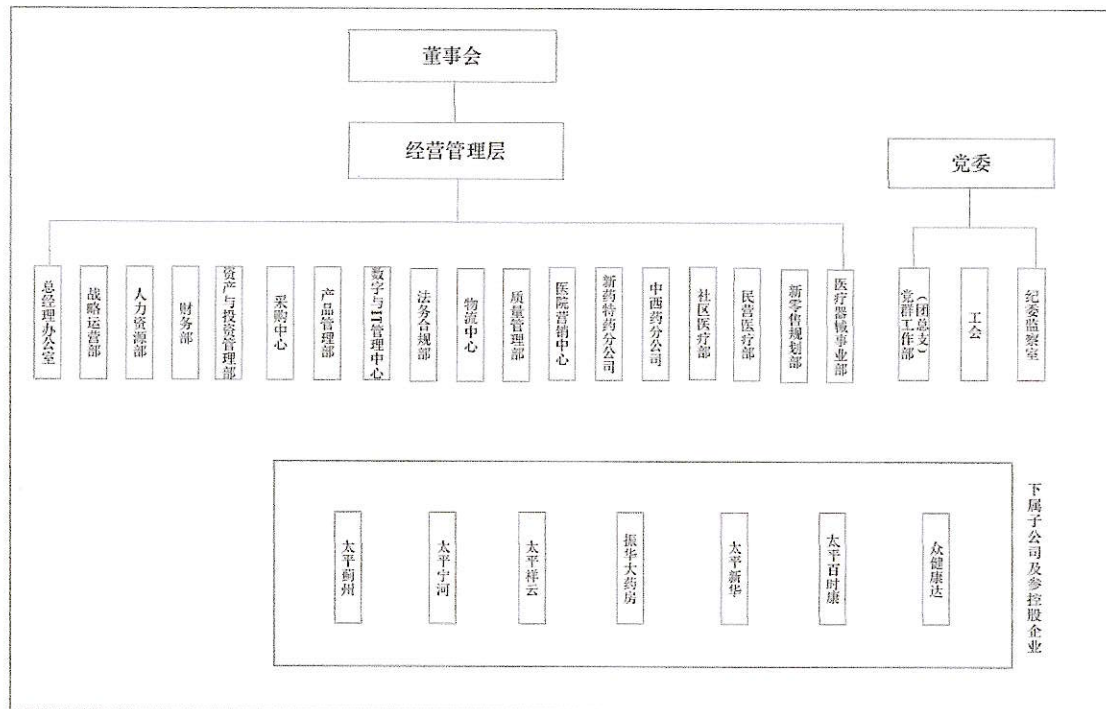 董事会
经营管理层
党委
总经理办公室
战略运营部
人力资源部
财务部
资产与投资管理部
采购中心
产品管理部
数字与IT管理中心
法务合规部
物流中心
质量管理部
医院营销中心
新药特药分公司
中西药分公司
社区医疗部
民营医疗部
新零售规划部
医疗器械事业部
党群工作部
（团总支）
工会
纪委监察室
太平蓟州
太平宁河
太平祥云
振华大药房
太平新华
太平百时康
众健康达
下属子公司及参控股企业